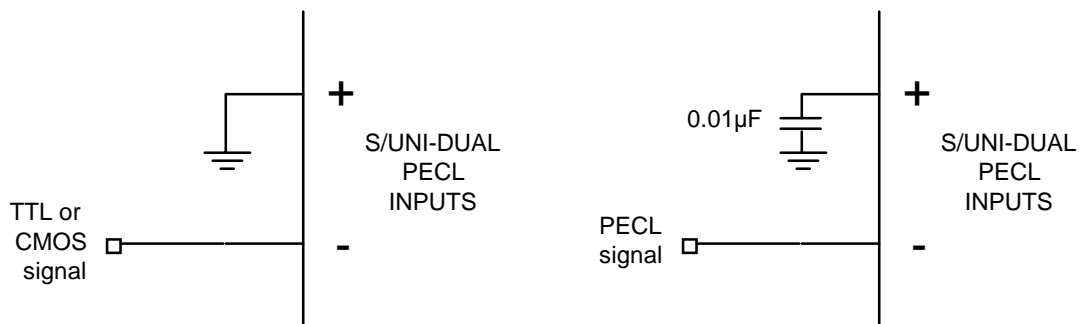 +
S/UNI-DUAL
PECL
INPUTS
TTL or
CMOS
signal
-
0.01µF
+
S/UNI-DUAL
PECL
INPUTS
PECL
signal
-